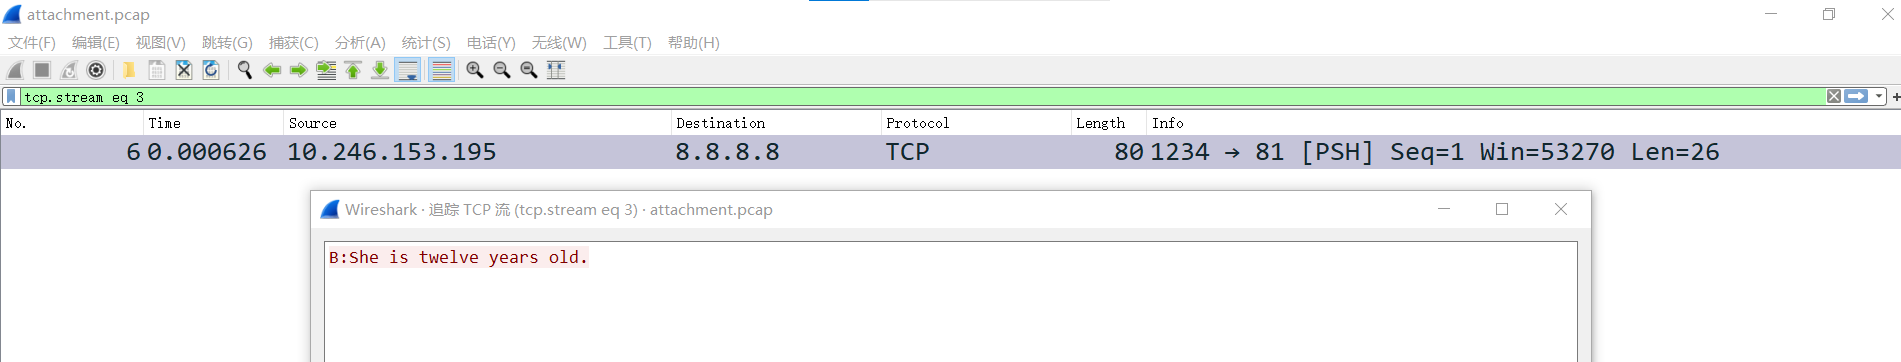 attachment.pcap
文件(F) 编辑(E) 视图(V) 跳转(G) 捕获(C) 分析(A) 统计(S) 电话(Y) 无线(W) 工具(T) 帮助(H)
tcp.stream eq 3
No. Time Source Destination Protocol Length Info
6 0.000626 10.246.153.195 8.8.8.8 TCP 80 1234 → 81 [PSH] Seq=1 Win=53270 Len=26
Wireshark · 追踪 TCP 流 (tcp.stream eq 3) · attachment.pcap
B:She is twelve years old.